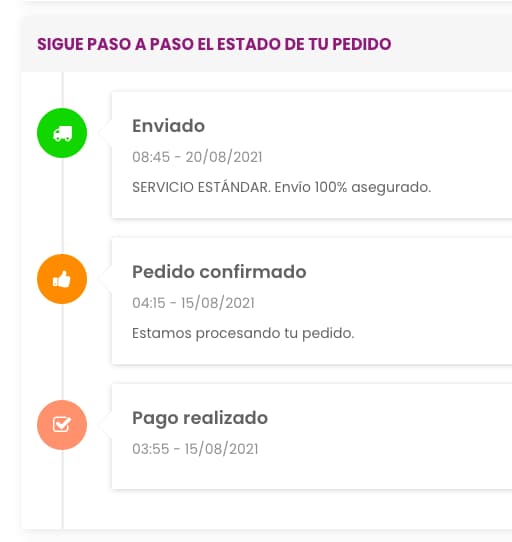 SIGUE PASO A PASO EL ESTADO DE TU PEDIDO
Enviado
08:45 - 20/08/2021
SERVICIO ESTÁNDAR. Envío 100% asegurado.
Pedido confirmado
04:15 - 15/08/2021
Estamos procesando tu pedido.
Pago realizado
03:55 - 15/08/2021